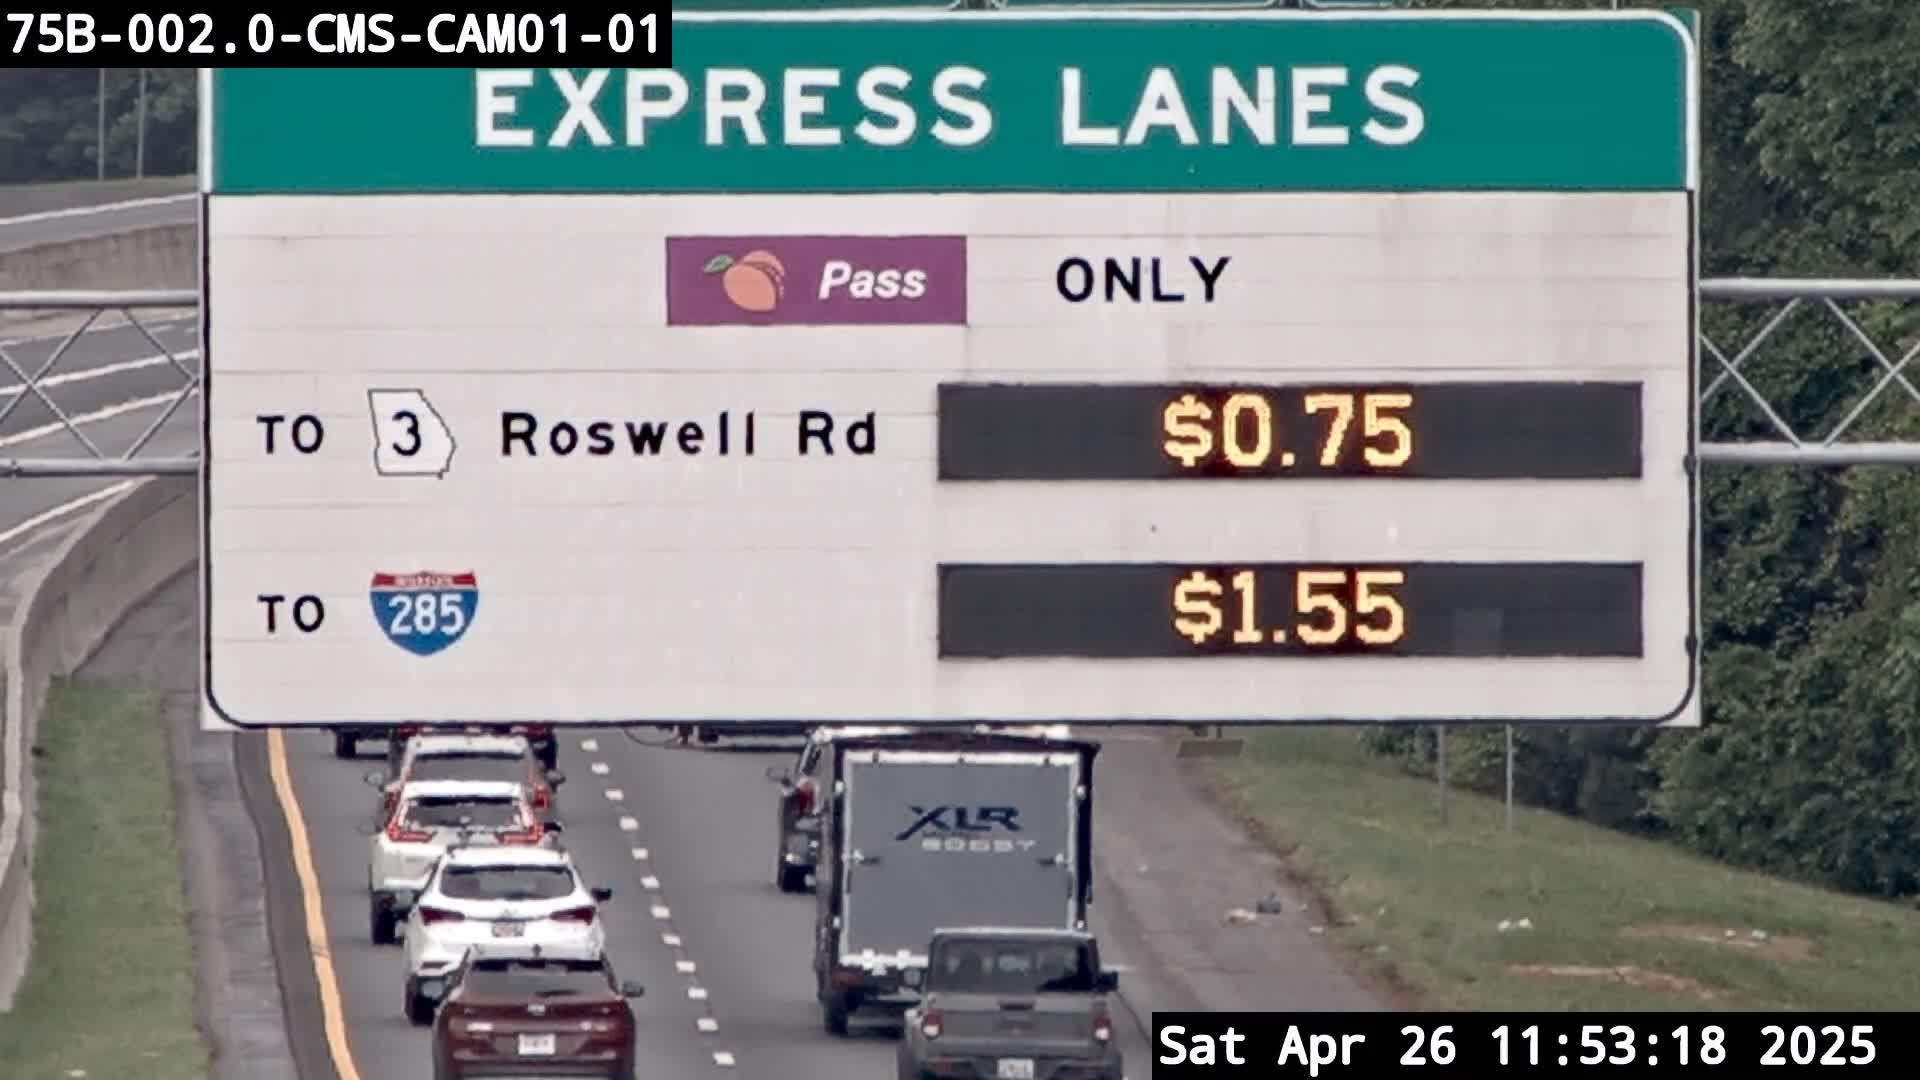 75B-002.0-CMS-CAM01-01
EXPRESS LANES
Pass ONLY
TO 3 Roswell Rd $0.75
TO 285 $1.55
XLR
Sat Apr 26 11:53:18 2025